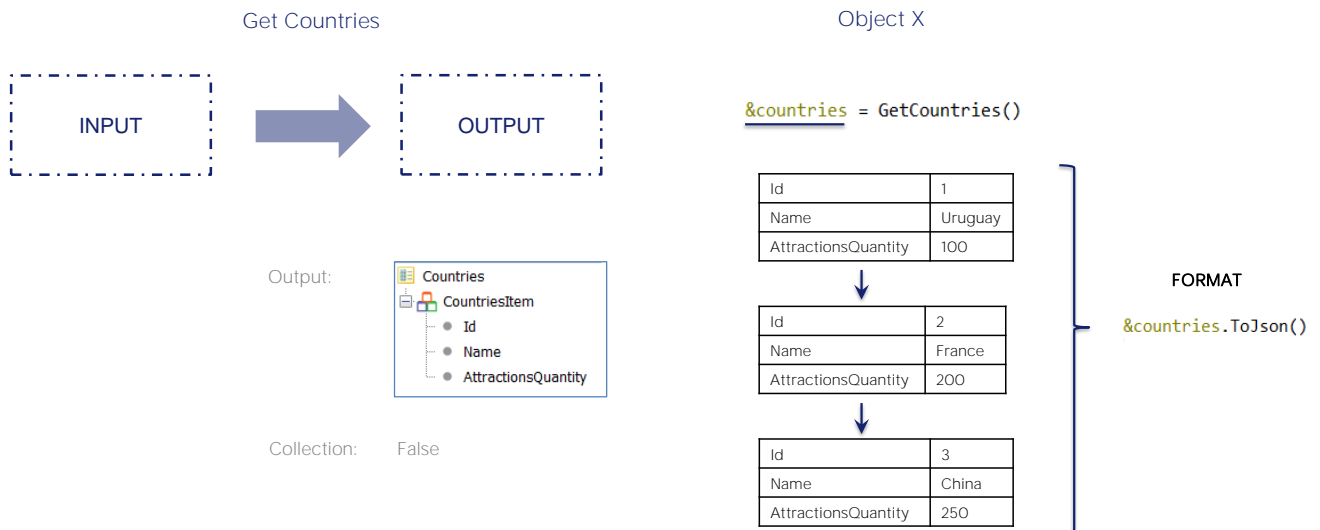 Get Countries
INPUT
OUTPUT
Output:
Countries
CountriesItem
Id
Name
AttractionsQuantity
Collection: False
Object X
&countries = GetCountries()
Id 1
Name Uruguay
AttractionsQuantity 100
Id 2
Name France
AttractionsQuantity 200
Id 3
Name China
AttractionsQuantity 250
FORMAT
&countries.ToJson()